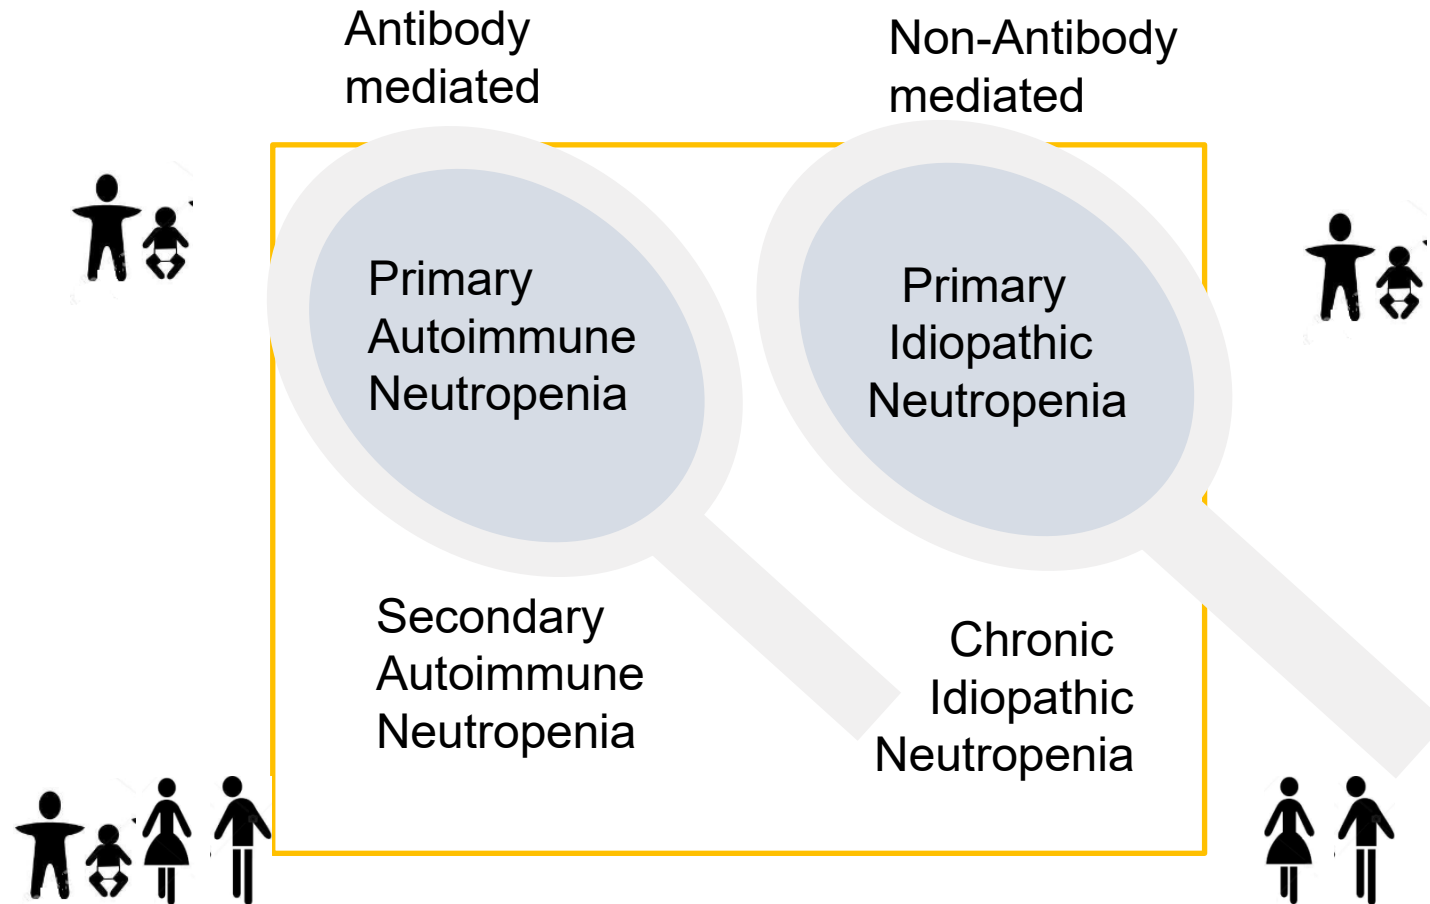 Antibody
mediated
Non-Antibody
mediated
Primary
Autoimmune
Neutropenia
Primary
Idiopathic
Neutropenia
Secondary
Autoimmune
Neutropenia
Chronic
Idiopathic
Neutropenia